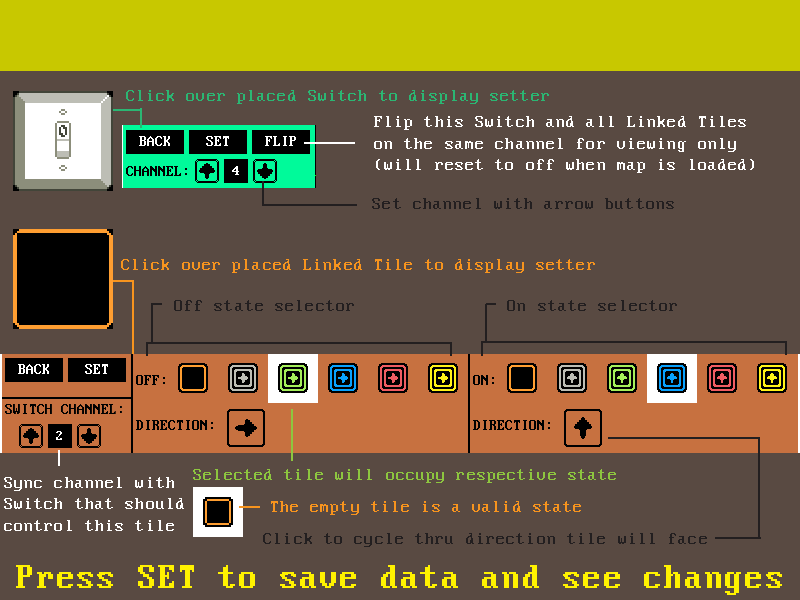 Click over placed Switch to display setter
0
BACK SET FLIP
CHANNEL: 4
Flip this Switch and all Linked Tiles
on the same channel for viewing only
(will reset to off when map is loaded)
Set channel with arrow buttons
Click over placed Linked Tile to display setter
Off state selector
On state selector
BACK SET
SWITCH CHANNEL:
2
OFF:
DIRECTION:
ON:
DIRECTION:
Sync channel with
Switch that should
control this tile
Selected tile will occupy respective state
The empty tile is a valid state
Click to cycle thru direction tile will face
Press SET to save data and see changes